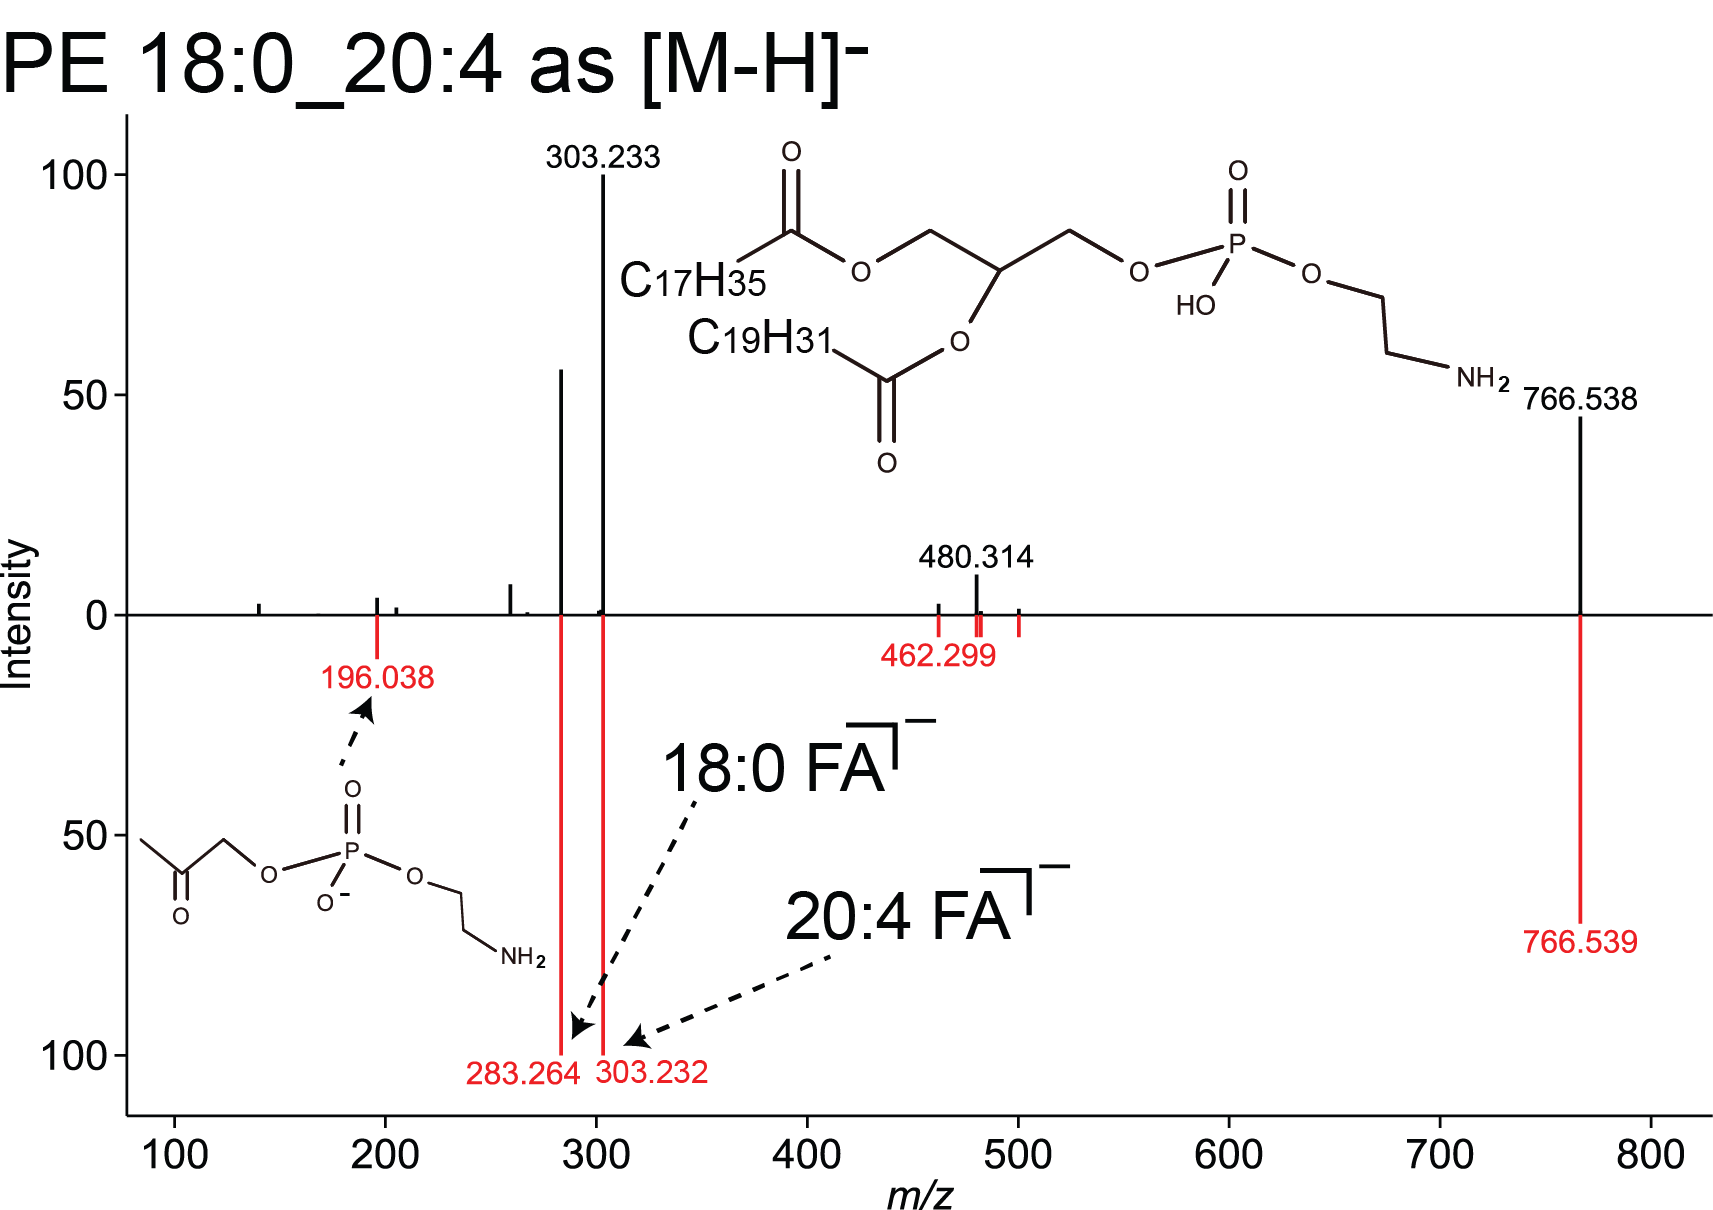 PE 18:0_20:4 as [M-H]⁻
100
303.233
O
O
C17H35
O
O
P
O
HO
C19H31
O
O
NH2
50
766.538
480.314
0
Intensity
196.038
462.299
18:0 FA⁻
O
P
O
O
O⁻
O
NH2
50
20:4 FA⁻
766.539
100
283.264
303.232
100
200
300
400
500
600
700
800
m/z